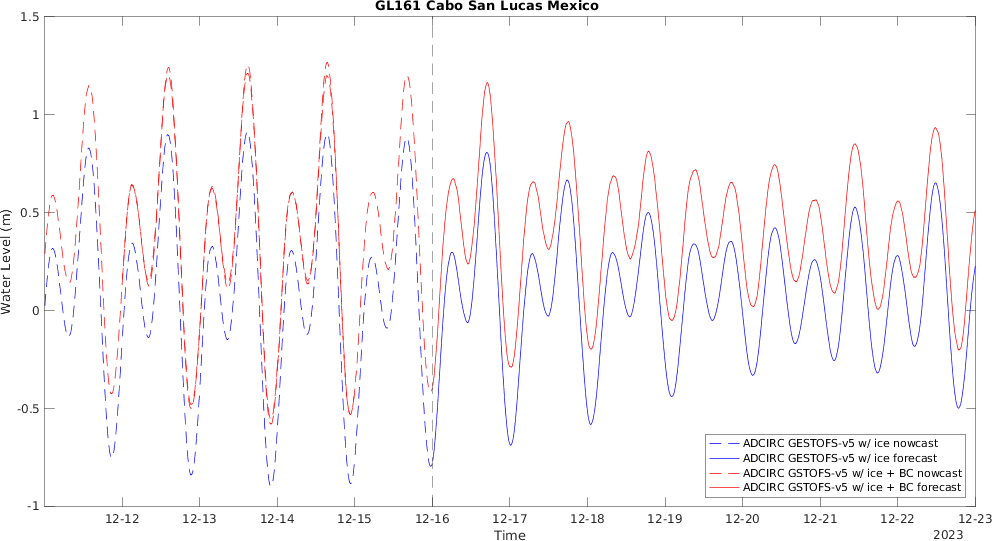 GL161 Cabo San Lucas Mexico
1.5
1
0.5
0
-0.5
-1
Water Level (m)
12-12
12-13
12-14
12-15
12-16
12-17
12-18
12-19
12-20
12-21
12-22
12-23
Time
2023
ADCIRC GESTOFS-v5 w/ ice nowcast
ADCIRC GESTOFS-v5 w/ ice forecast
ADCIRC GSTOFS-v5 w/ ice + BC nowcast
ADCIRC GSTOFS-v5 w/ ice + BC forecast